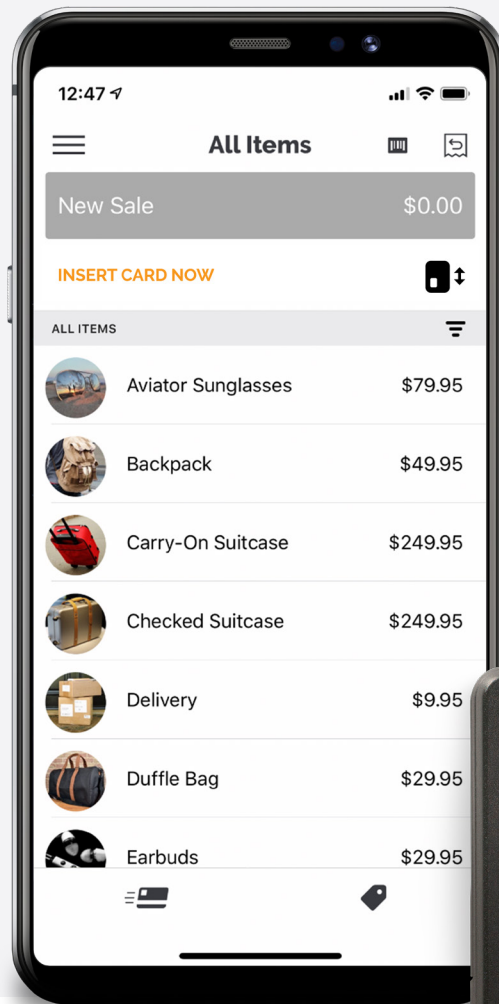 12:47
All Items
New Sale $0.00
INSERT CARD NOW
ALL ITEMS
Aviator Sunglasses $79.95
Backpack $49.95
Carry-On Suitcase $249.95
Checked Suitcase $249.95
Delivery $9.95
Duffle Bag $29.95
Earbuds $29.95